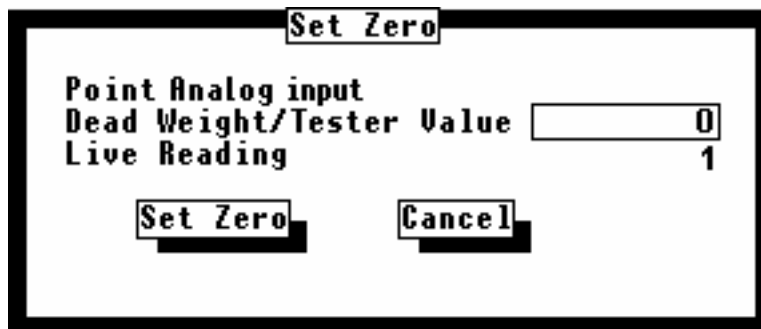 Set Zero
Point Analog input
Dead Weight/Tester Value 0
Live Reading 1
Set Zero Cancel